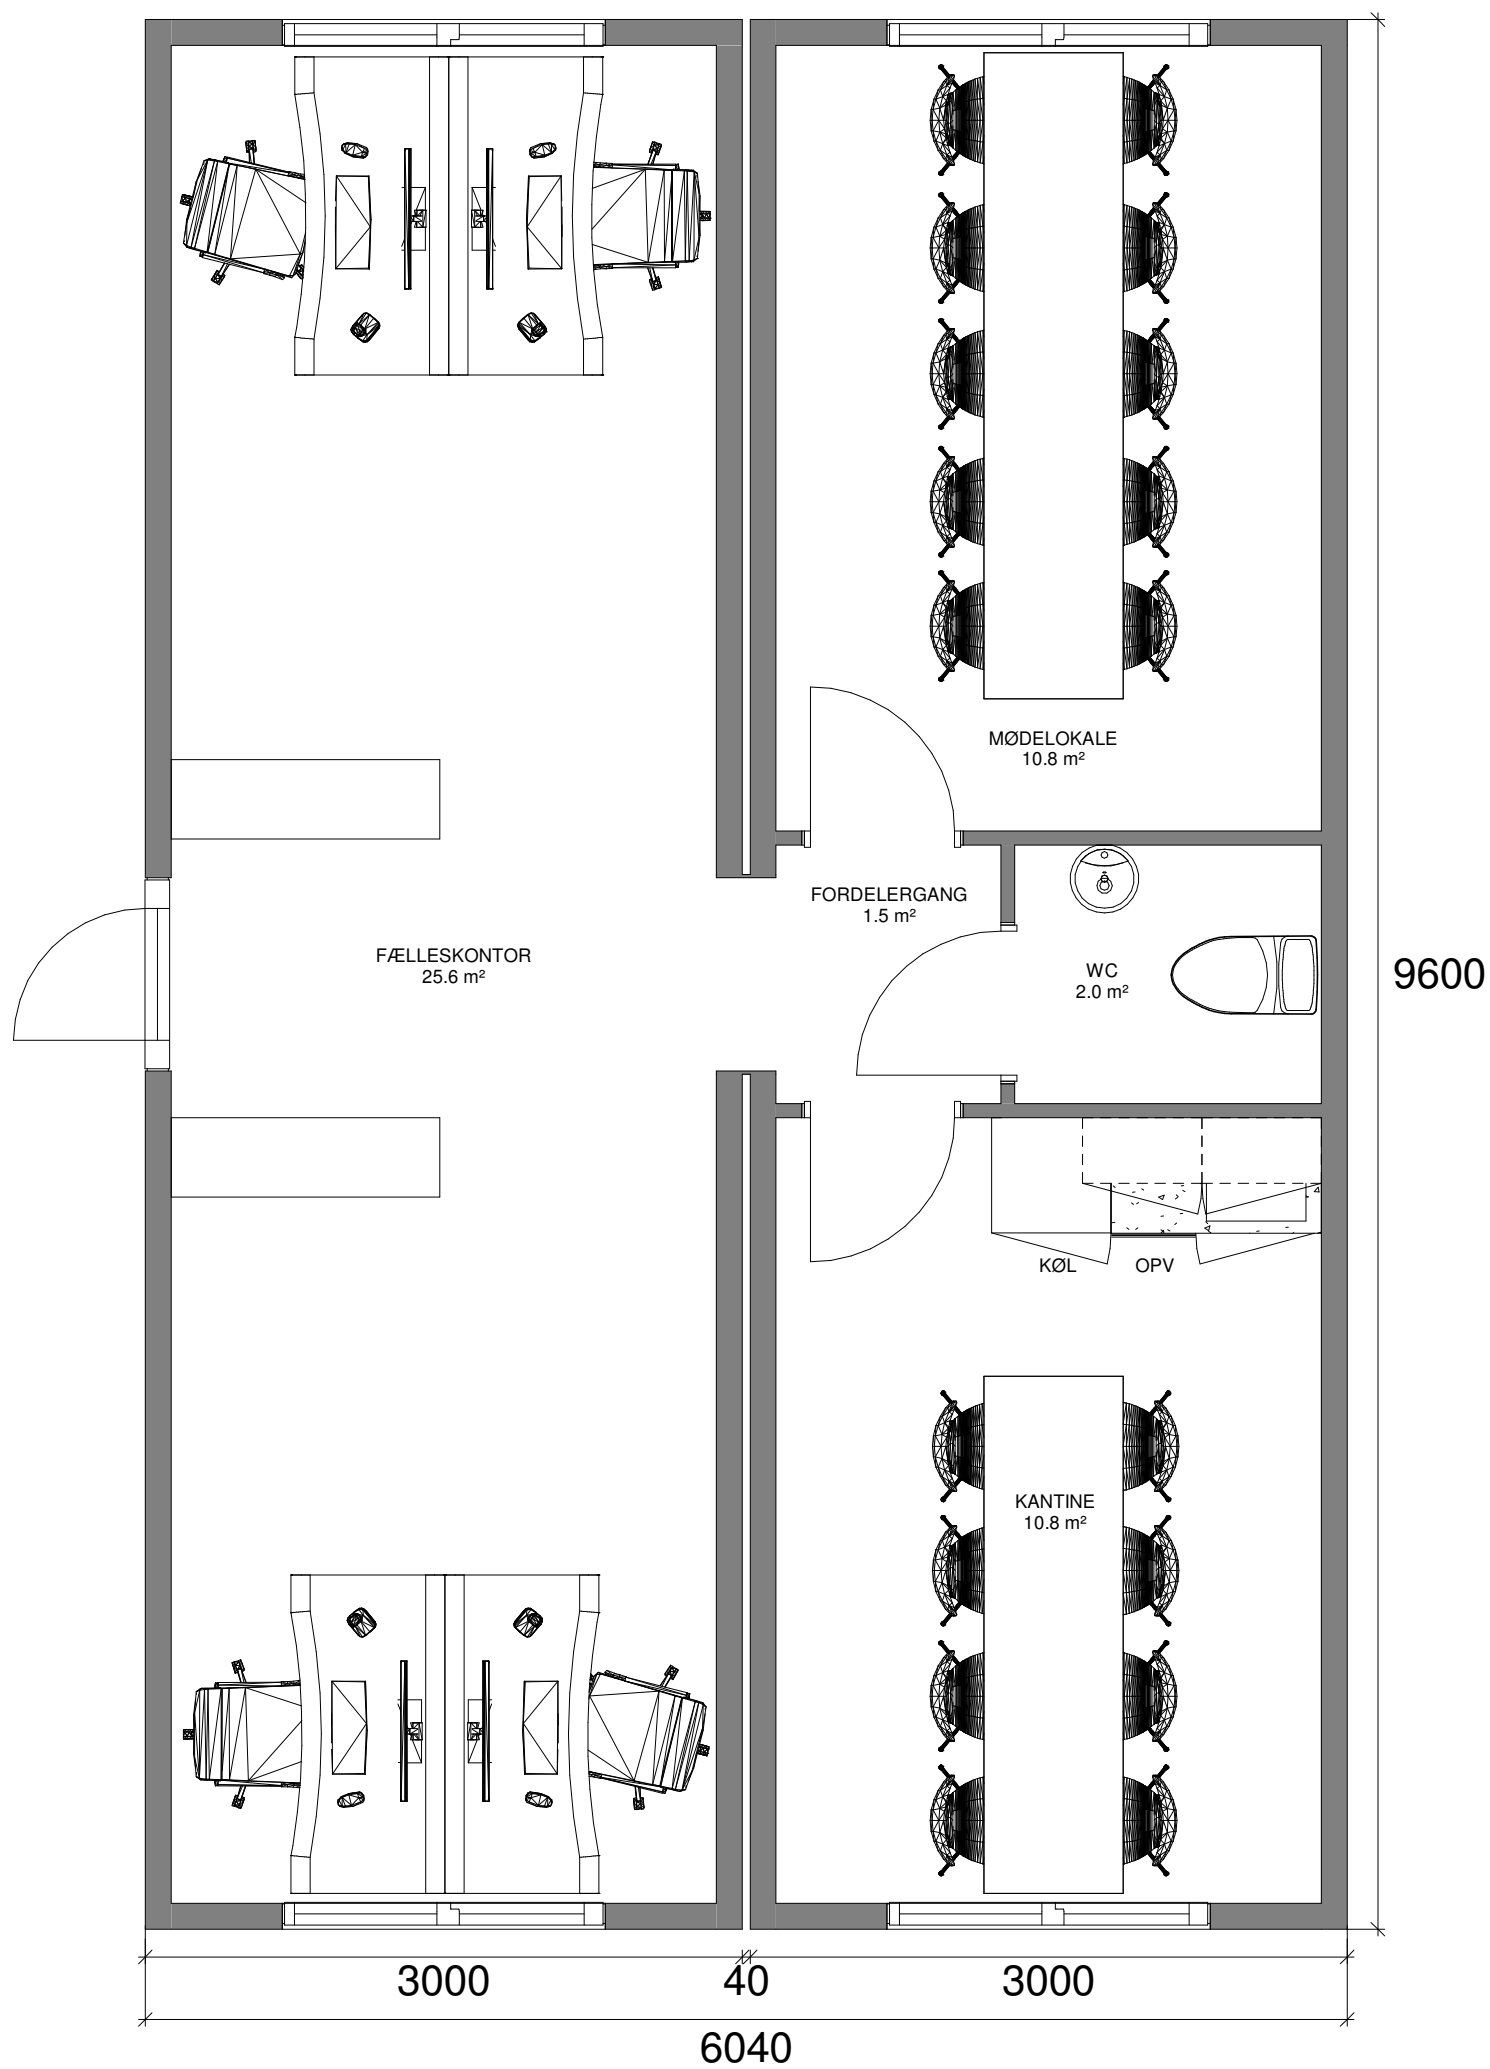 MØDELOKALE
10.8 m²
FORDELERGANG
1.5 m²
FÆLLESKONTOR
25.6 m²
WC
2.0 m²
9600
KØL
OPV
KANTINE
10.8 m²
3000
40
3000
6040